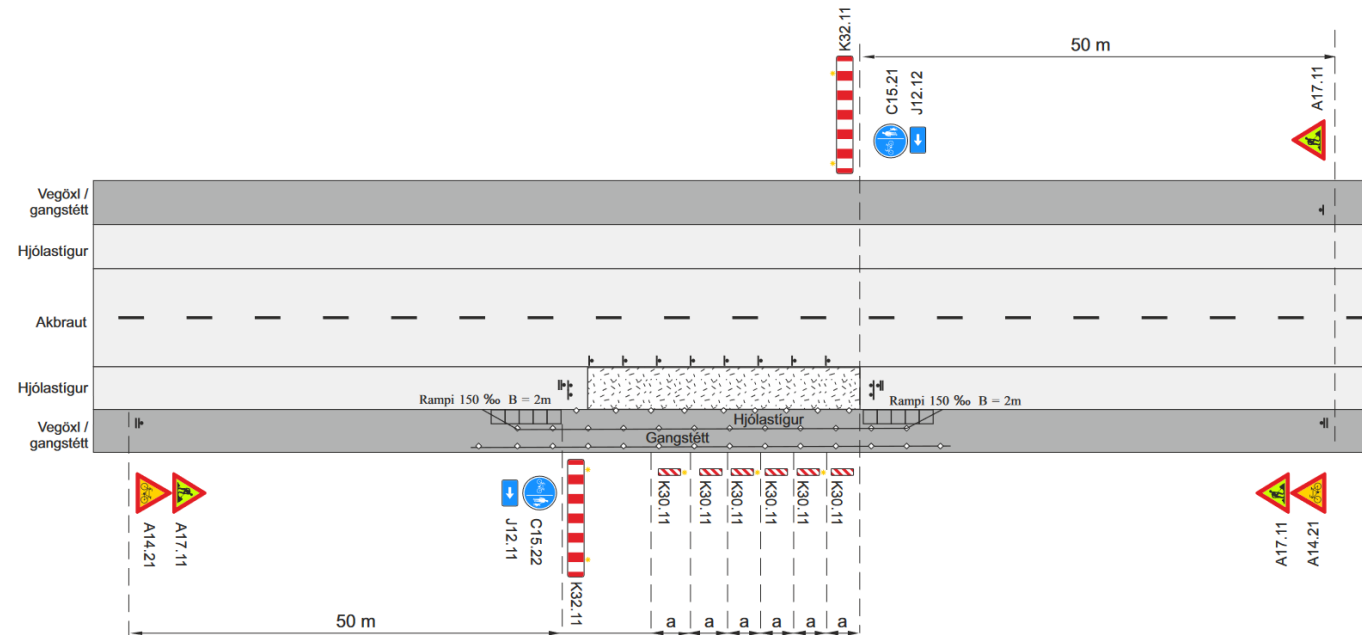 K32.11
50 m
C15.21
J12.12
A17.11
Vegöxl /
gangstétt
Hjólastígur
Akbraut
Hjólastígur
Rampi 150 ‰ B = 2m
Rampi 150 ‰ B = 2m
Vegöxl /
gangstétt
Hjólastígur
Gangstétt
A14.21
A17.11
J12.11
C15.22
K32.11
K30.11
K30.11
K30.11
K30.11
K30.11
K30.11
A17.11
A14.21
50 m
a
a
a
a
a
a